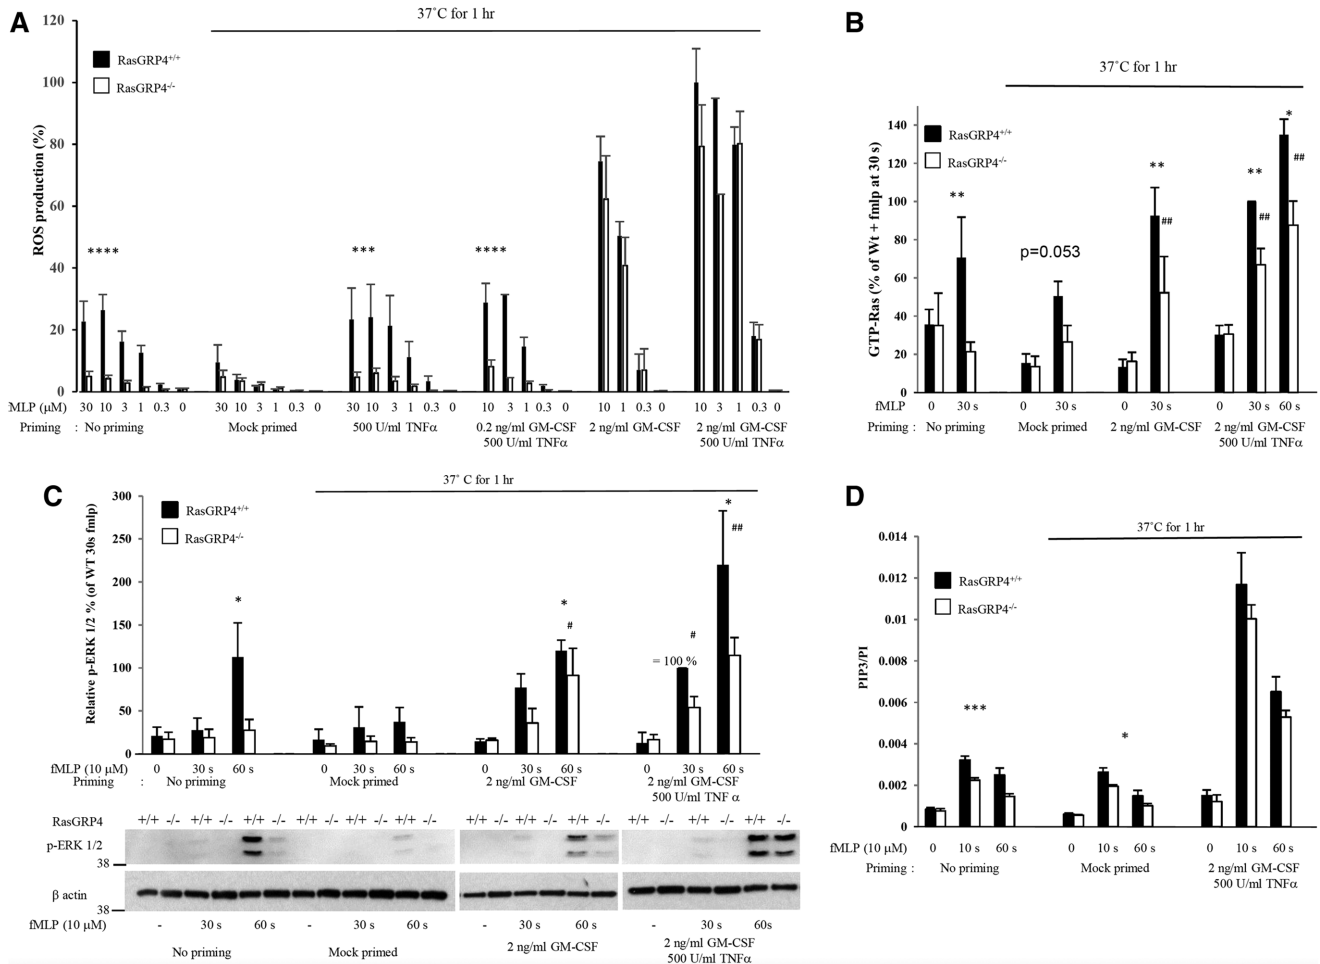 A
37˚C for 1 hr
120
100
80
60
40
20
0
ROS production (%)
RasGRP4+/+
RasGRP4-/-
****
***
****
MLP (μM)
30 10 3 1 0.3 0
30 10 3 1 0.3 0
30 10 3 1 0.3 0
10 3 1 0.3 0
10 1 0.3 0
10 3 1 0.3 0
Priming : No priming
Mock primed
500 U/ml TNFα
0.2 ng/ml GM-CSF
500 U/ml TNFα
2 ng/ml GM-CSF
2 ng/ml GM-CSF
500 U/ml TNFα
B
37˚C for 1 hr
140
120
100
80
60
40
20
0
GTP-Ras (% of Wt + fmlp at 30 s)
RasGRP4+/+
RasGRP4-/-
**
p=0.053
**
##
**
##
*
##
fMLP 0 30 s 0 30 s 0 30 s 0 30 s 60 s
Priming : No priming Mock primed 2 ng/ml GM-CSF 2 ng/ml GM-CSF
500 U/ml TNFα
C
37˚ C for 1 hr
300
250
200
150
100
50
0
Relative p-ERK 1/2 % (of WT 30s fmlp)
RasGRP4+/+
RasGRP4-/-
*
*
#
= 100 %
#
*
##
fMLP (10 μM) 0 30 s 60 s 0 30 s 60 s 0 30 s 60 s 0 30 s 60 s
Priming : No priming Mock primed 2 ng/ml GM-CSF 2 ng/ml GM-CSF
500 U/ml TNF α
RasGRP4 +/+ -/- +/+ -/- +/+ -/- +/+ -/- +/+ -/- +/+ -/- +/+ -/- +/+ -/- +/+ -/- +/+ -/- +/+ -/- +/+ -/-
p-ERK 1/2
38
β actin
38
fMLP (10 μM) - 30 s 60 s - 30 s 60 s - 30 s 60 s - 30 s 60s
No priming Mock primed 2 ng/ml GM-CSF 2 ng/ml GM-CSF
500 U/ml TNFα
D
37˚C for 1 hr
0.014
0.012
0.01
0.008
0.006
0.004
0.002
0
PIP3/PI
RasGRP4+/+
RasGRP4-/-
***
*
fMLP (10 μM) 0 10 s 60 s 0 10 s 60 s 0 10 s 60 s
Priming : No priming Mock primed 2 ng/ml GM-CSF
500 U/ml TNFα